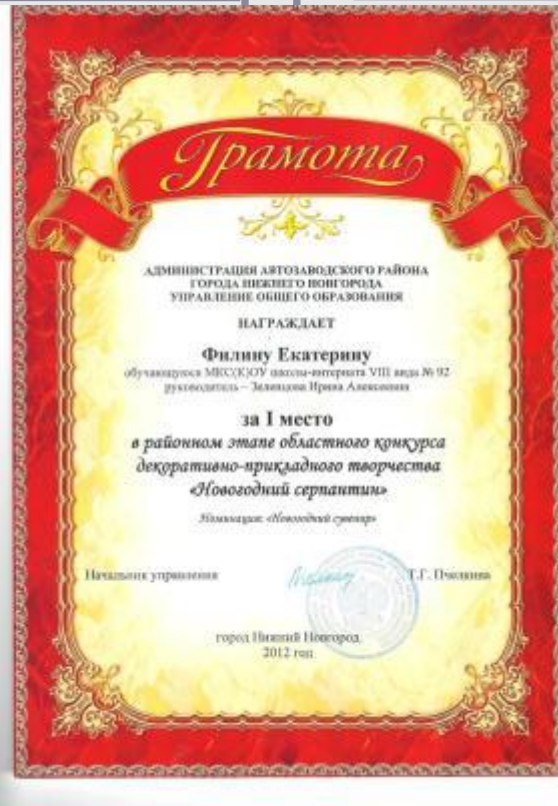 Грамота
АДМИНИСТРАЦИЯ АВТОЗАВОДСКОГО РАЙОНА
ГОРОДА НИЖНЕГО НОВГОРОДА
УПРАВЛЕНИЕ ОБЩЕГО ОБРАЗОВАНИЯ
НАГРАЖДАЕТ
Филину Екатерину
обучающуюся МКС(К)ОУ школы-интерната VIII вида № 92
руководитель – Зеленцова Ирина Алексеевна
за I место
в районном этапе областного конкурса
декоративно-прикладного творчества
«Новогодний серпантин»
Номинация: «Новогодний сувенир»
Начальник управления Т.Г. Пчелкина
город Нижний Новгород
2012 год